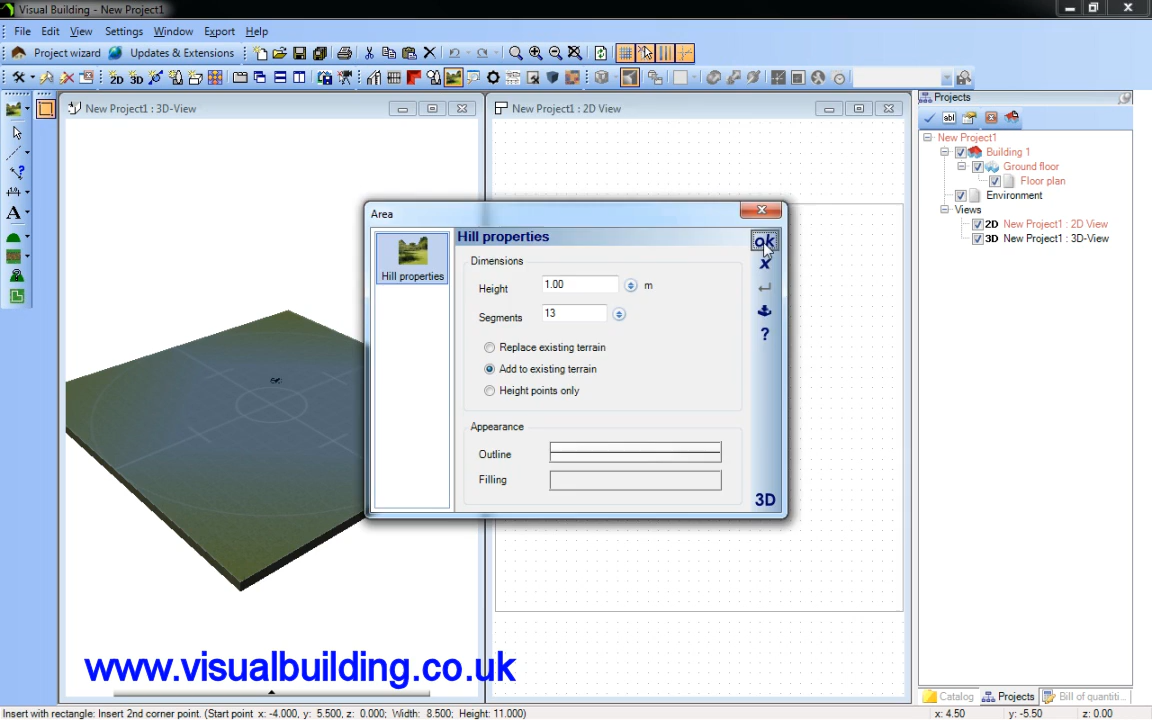 Visual Building - New Project1
File Edit View Settings Window Export Help
Project wizard Updates & Extensions
2D 3D
New Project1 : 3D-View
New Project1 : 2D View
Projects
abl
New Project1
Building 1
Ground floor
Floor plan
Environment
Views
2D New Project1 : 2D View
3D New Project1 : 3D-View
A
Area
Hill properties
Hill properties
ok
x
?
3D
Dimensions
Height 1.00 m
Segments 13
Replace existing terrain
Add to existing terrain
Height points only
Appearance
Outline
Filling
www.visualbuilding.co.uk
Catalog Projects Bill of quantiti...
Insert with rectangle: Insert 2nd corner point. (Start point x: -4.000, y: 5.500, z: 0.000; Width: 8.500; Height: 11.000)
x: 4.50 y: -5.50 z: 0.00